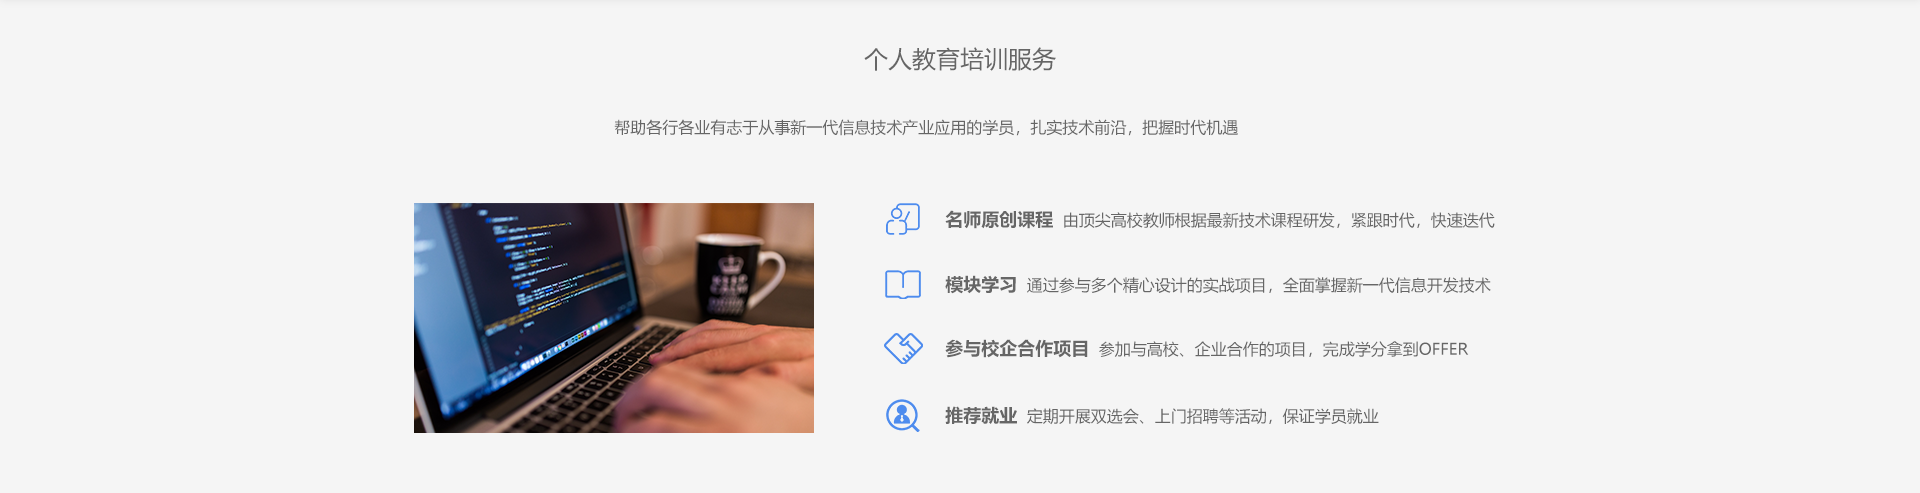 个人教育培训服务
帮助各行各业有志于从事新一代信息技术产业应用的学员，扎实技术前沿，把握时代机遇
名师原创课程 由顶尖高校教师根据最新技术课程研发，紧跟时代，快速迭代
模块学习 通过参与多个精心设计的实战项目，全面掌握新一代信息开发技术
参与校企合作项目 参加与高校、企业合作的项目，完成学分拿到OFFER
推荐就业 定期开展双选会、上门招聘等活动，保证学员就业